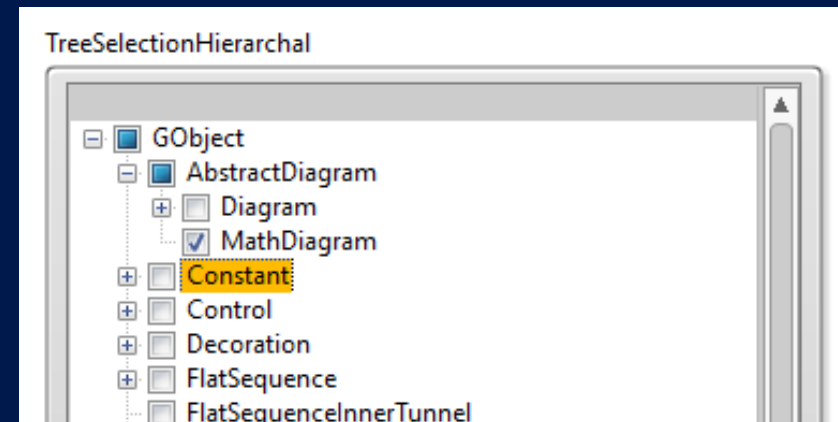 TreeSelectionHierarchal
GObject
AbstractDiagram
Diagram
MathDiagram
Constant
Control
Decoration
FlatSequence
FlatSequenceInnerTunnel